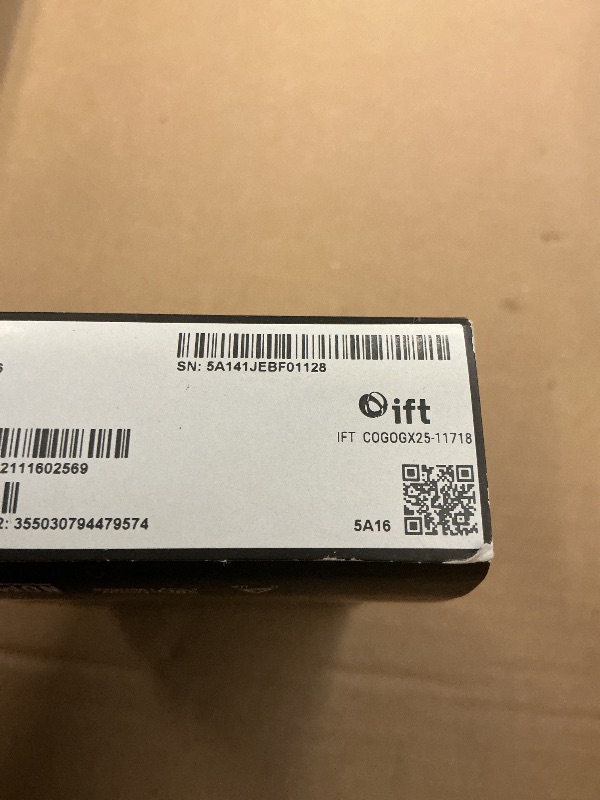 SN: 5A141JEBF01128
ift
IFT COGOGX25-11718
2111602569
2: 355030794479574
5A16